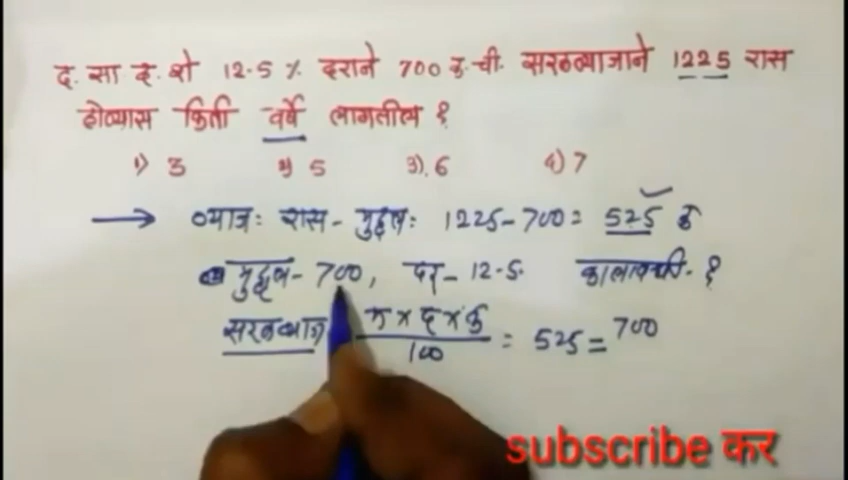 द. सा द. शे 12.5 % दराने 700 रु. ची सरळव्याजाने 1225 रास
होण्यास किती वर्षे लागतील ?
1) 3 2) 5 3). 6 4) 7
→ व्याज: रास - मुद्दल: 1225 - 700 = 525 रु
मुद्दल - 700, दर - 12.5. कालावधी - ?
सरळव्याज म × द × क / 100 = 525 = 700
subscribe कर